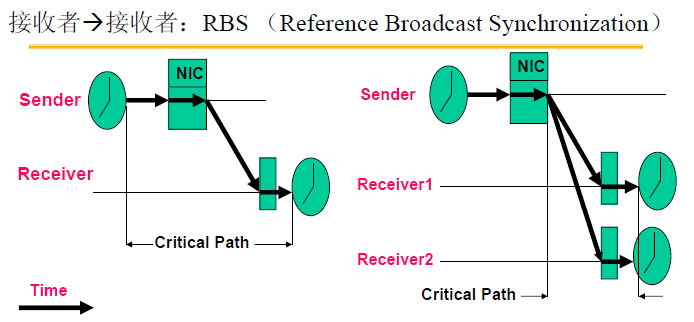 接收者→接收者：RBS （Reference Broadcast Synchronization）
NIC
Sender
Receiver
Critical Path
Time
NIC
Sender
Receiver1
Receiver2
Critical Path